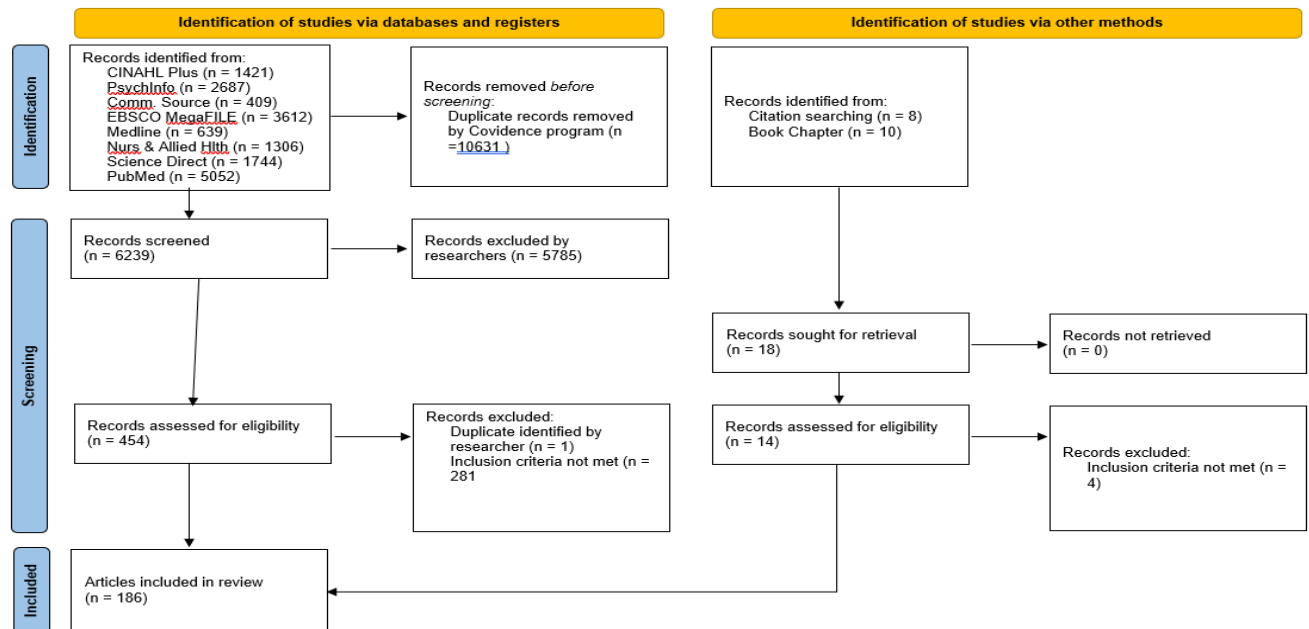 Identification of studies via databases and registers
Identification of studies via other methods
Identification
Records identified from:
CINAHL Plus (n = 1421)
PsychInfo (n = 2687)
Comm. Source (n = 409)
EBSCO MegaFILE (n = 3612)
Medline (n = 639)
Nurs & Allied Hlth (n = 1306)
Science Direct (n = 1744)
PubMed (n = 5052)
Records removed before
screening:
Duplicate records removed
by Covidence program (n
=10631 )
Records identified from:
Citation searching (n = 8)
Book Chapter (n = 10)
Screening
Records screened
(n = 6239)
Records excluded by
researchers (n = 5785)
Records sought for retrieval
(n = 18)
Records not retrieved
(n = 0)
Records assessed for eligibility
(n = 454)
Records excluded:
Duplicate identified by
researcher (n = 1)
Inclusion criteria not met (n =
281
Records assessed for eligibility
(n = 14)
Records excluded:
Inclusion criteria not met (n =
4)
Included
Articles included in review
(n = 186)